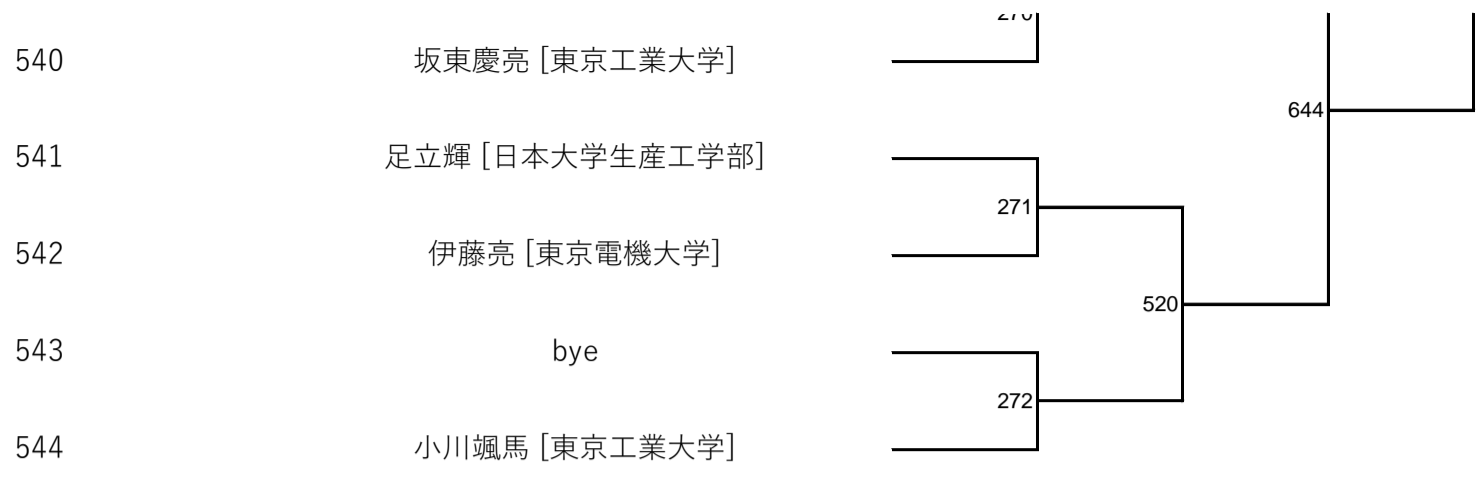 540 坂東慶亮 [東京工業大学]
644
541 足立輝 [日本大学生産工学部]
271
542 伊藤亮 [東京電機大学]
520
543 bye
272
544 小川颯馬 [東京工業大学]